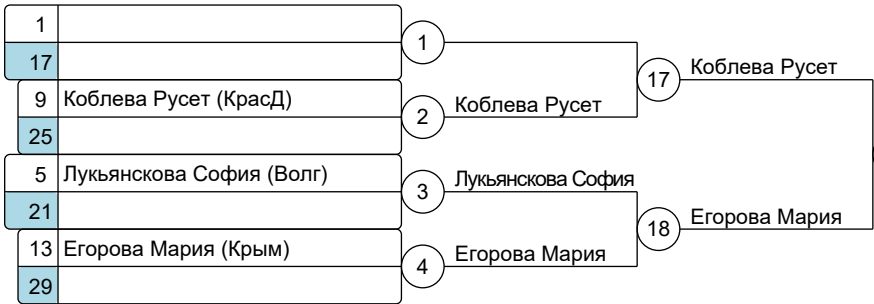 1
17
1
9 Коблева Русет (КрасД)
25
2
Коблева Русет
17
Коблева Русет
5 Лукьянскова София (Волг)
21
3
Лукьянскова София
13 Егорова Мария (Крым)
29
4
Егорова Мария
18
Егорова Мария